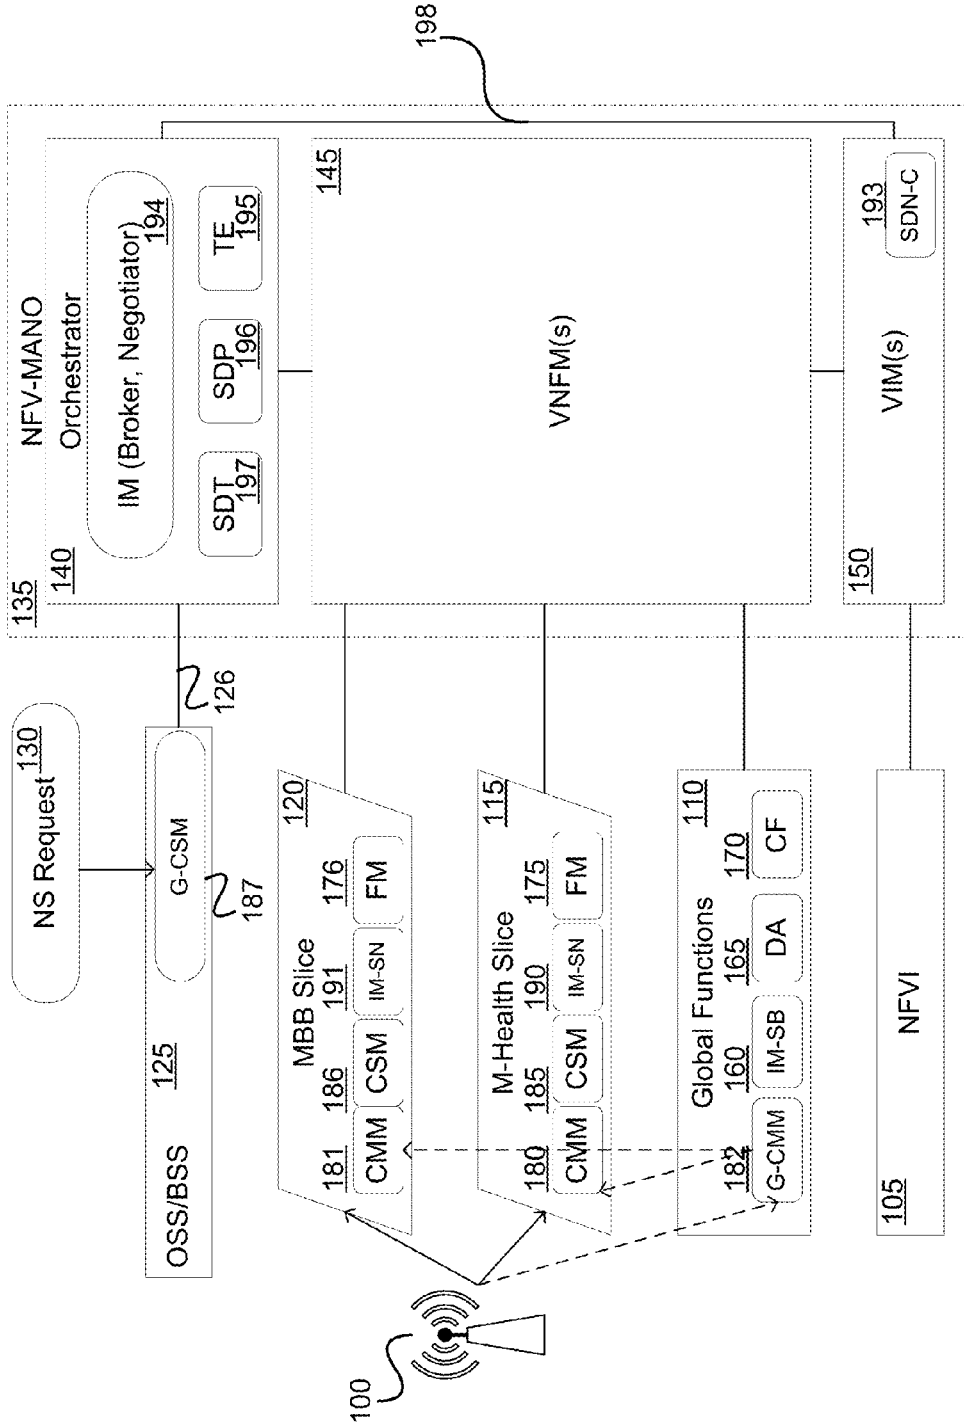 NS Request
130
OSS/BSS
125
G-CSM
187
126
135
NFV-MANO
140
Orchestrator
IM (Broker, Negotiator)
194
SDT
197
SDP
196
TE
195
198
MBB Slice
120
181
186
191
176
CMM
CSM
IM-SN
FM
M-Health Slice
115
180
185
190
175
CMM
CSM
IM-SN
FM
Global Functions
110
182
160
165
170
G-CMM
IM-SB
DA
CF
145
VNFM(s)
100
105
NFVI
150
VIM(s)
193
SDN-C